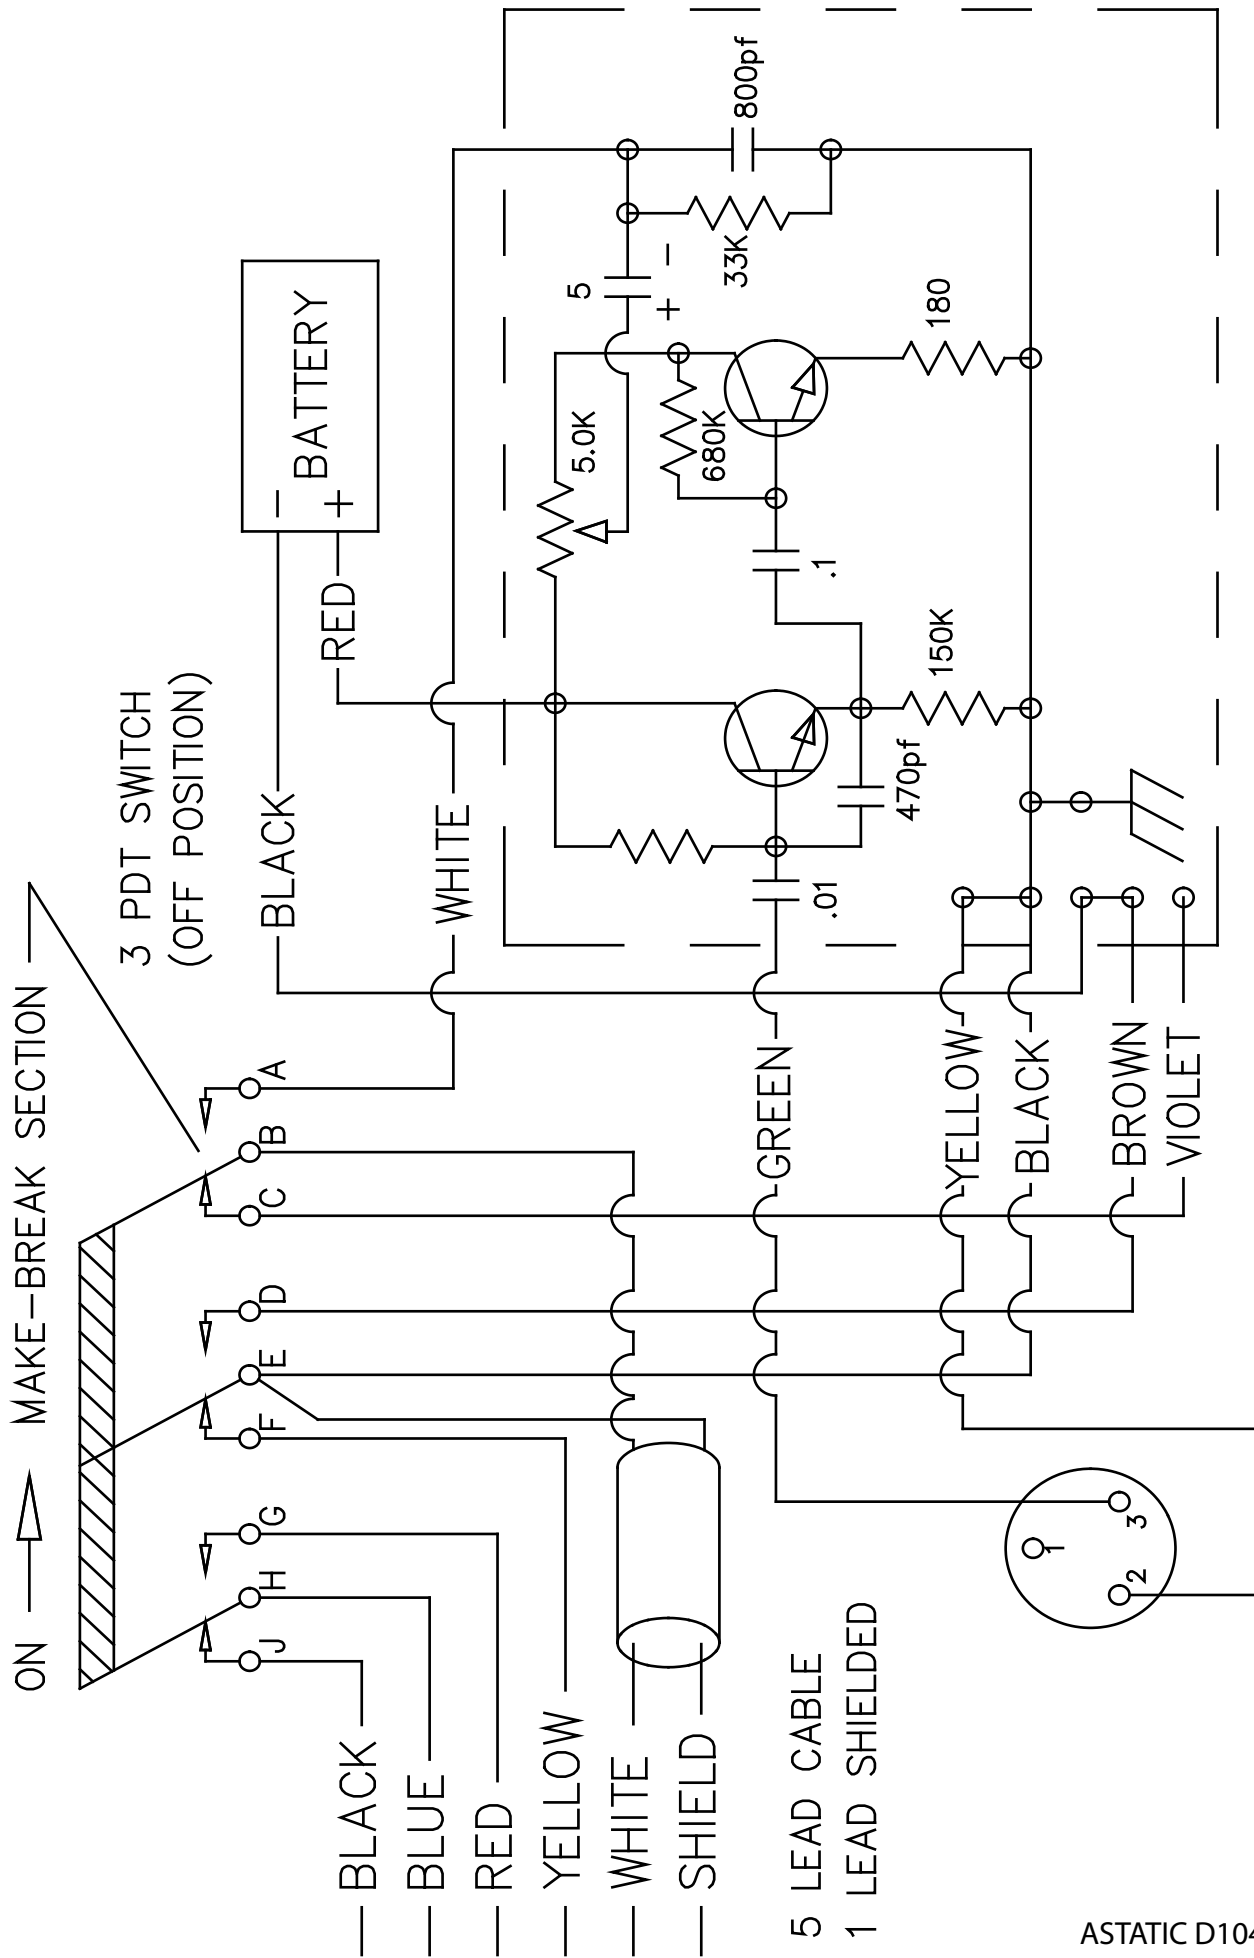 ON
MAKE-BREAK SECTION
3 PDT SWITCH
(OFF POSITION)
J
H
G
F
E
D
C
B
A
BLACK
BLUE
RED
YELLOW
WHITE
SHIELD
5 LEAD CABLE
1 LEAD SHIELDED
BLACK
RED
WHITE
BATTERY
−
+
GREEN
YELLOW
BLACK
BROWN
VIOLET
5.0K
5
+ −
800pf
33K
680K
180
.1
150K
470pf
.01
1
2
3
ASTATIC D104